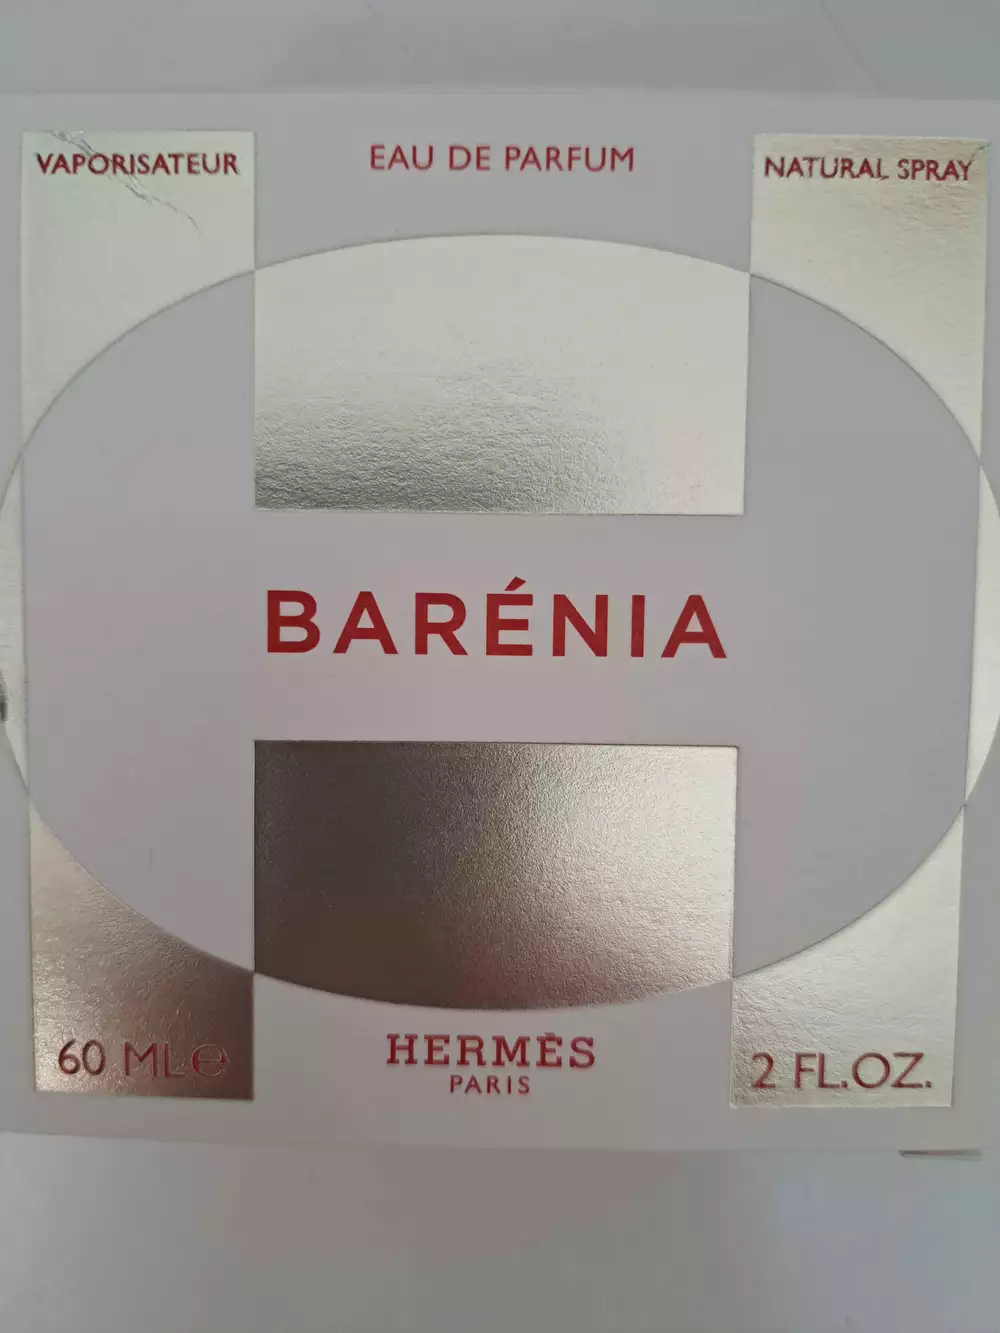 VAPORISATEUR
EAU DE PARFUM
NATURAL SPRAY
BARÉNIA
60 ML℮
HERMÈS
PARIS
2 FL.OZ.